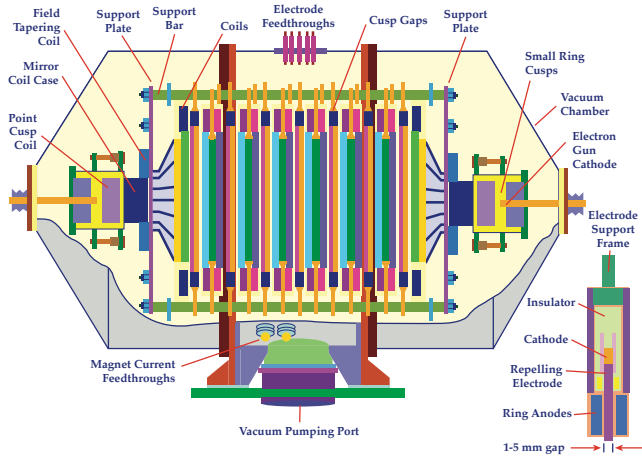 Field
Tapering
Coil
Support
Plate
Support
Bar
Coils
Electrode
Feedthroughs
Cusp Gaps
Support
Plate
Mirror
Coil Case
Small Ring
Cusps
Point
Cusp
Coil
Vacuum
Chamber
Electron
Gun
Cathode
Electrode
Support
Frame
Insulator
Cathode
Repelling
Electrode
Ring Anodes
1-5 mm gap
Magnet Current
Feedthroughs
Vacuum Pumping Port